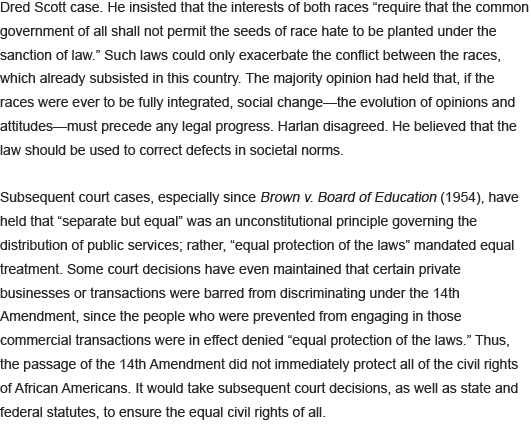 Dred Scott case. He insisted that the interests of both races “require that the common
government of all shall not permit the seeds of race hate to be planted under the
sanction of law.” Such laws could only exacerbate the conflict between the races,
which already subsisted in this country. The majority opinion had held that, if the
races were ever to be fully integrated, social change—the evolution of opinions and
attitudes—must precede any legal progress. Harlan disagreed. He believed that the
law should be used to correct defects in societal norms.

Subsequent court cases, especially since Brown v. Board of Education (1954), have
held that “separate but equal” was an unconstitutional principle governing the
distribution of public services; rather, “equal protection of the laws” mandated equal
treatment. Some court decisions have even maintained that certain private
businesses or transactions were barred from discriminating under the 14th
Amendment, since the people who were prevented from engaging in those
commercial transactions were in effect denied “equal protection of the laws.” Thus,
the passage of the 14th Amendment did not immediately protect all of the civil rights
of African Americans. It would take subsequent court decisions, as well as state and
federal statutes, to ensure the equal civil rights of all.